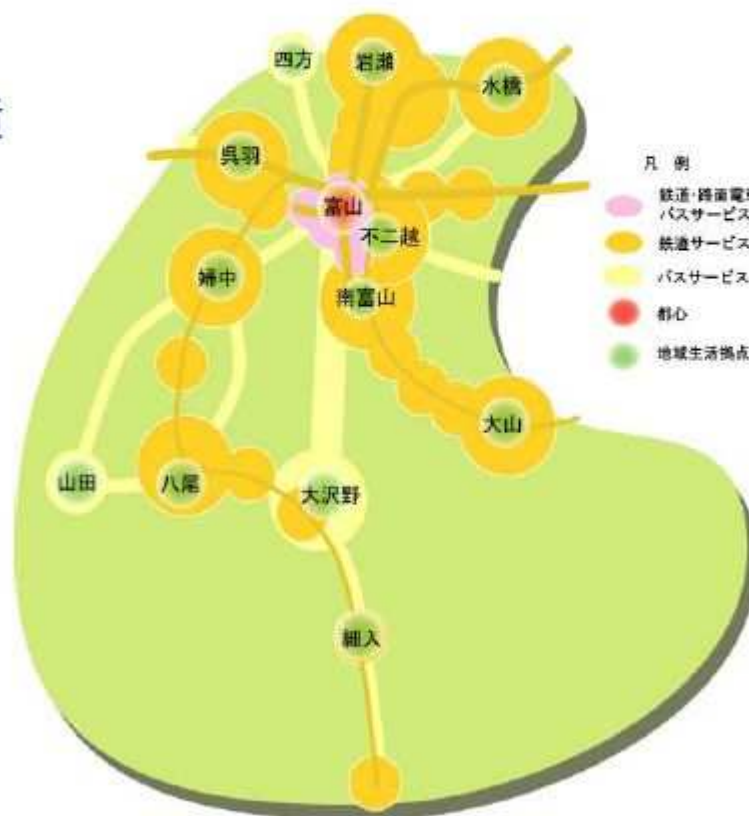 四方
岩瀬
水橋
呉羽
富山
不二越
婦中
南富山
大山
山田
八尾
大沢野
細入
凡 例
鉄道・路面電車
バスサービス
鉄道サービス
バスサービス
都心
地域生活拠点